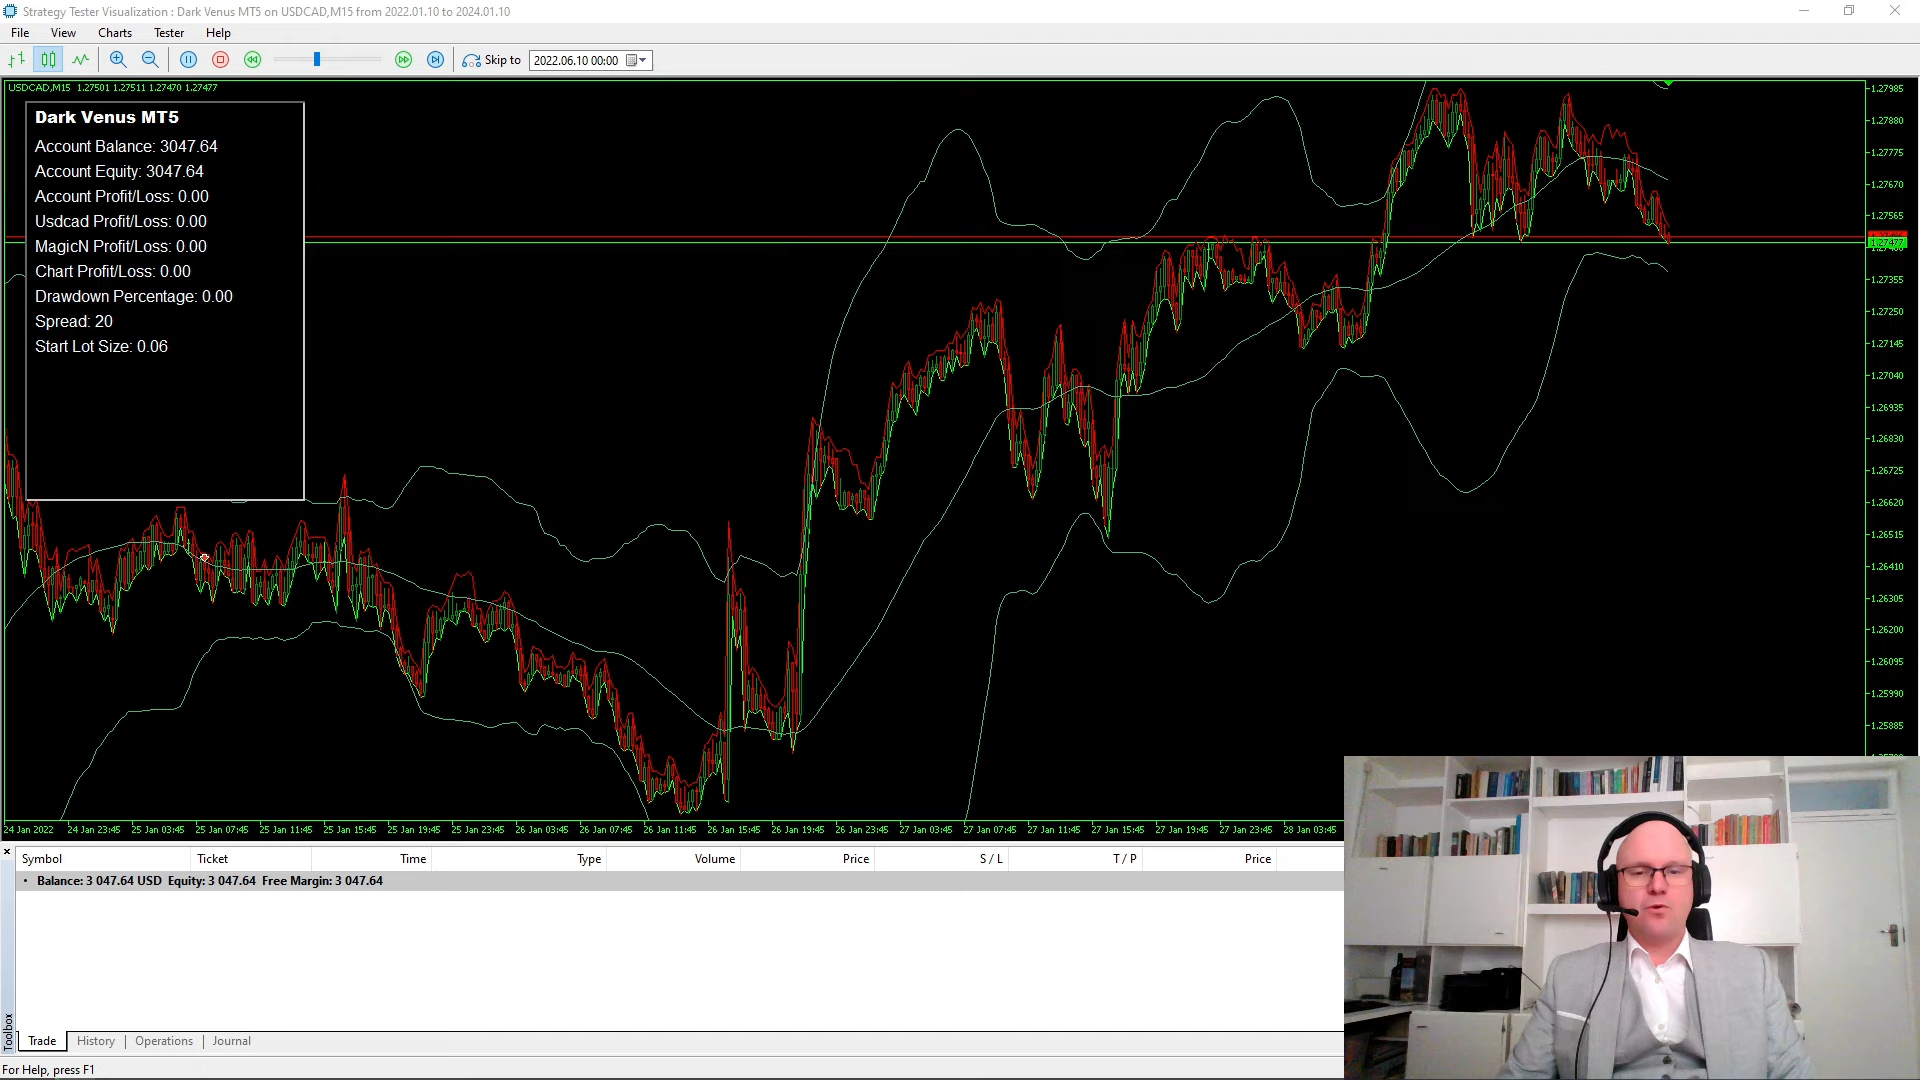 Strategy Tester Visualization : Dark Venus MT5 on USDCAD,M15 from 2022.01.10 to 2024.01.10
File View Charts Tester Help
Skip to 2022.06.10 00:00
USDCAD,M15 1.27501 1.27511 1.27470 1.27477
Dark Venus MT5
Account Balance: 3047.64
Account Equity: 3047.64
Account Profit/Loss: 0.00
Usdcad Profit/Loss: 0.00
MagicN Profit/Loss: 0.00
Chart Profit/Loss: 0.00
Drawdown Percentage: 0.00
Spread: 20
Start Lot Size: 0.06
1.27985
1.27880
1.27775
1.27670
1.27565
1.27477
1.27355
1.27250
1.27145
1.27040
1.26935
1.26830
1.26725
1.26620
1.26515
1.26410
1.26305
1.26200
1.26095
1.25990
1.25885
24 Jan 2022 24 Jan 23:45 25 Jan 03:45 25 Jan 07:45 25 Jan 11:45 25 Jan 15:45 25 Jan 19:45 25 Jan 23:45 26 Jan 03:45 26 Jan 07:45 26 Jan 11:45 26 Jan 15:45 26 Jan 19:45 26 Jan 23:45 27 Jan 03:45 27 Jan 07:45 27 Jan 11:45 27 Jan 15:45 27 Jan 19:45 27 Jan 23:45 28 Jan 03:45
Symbol Ticket Time Type Volume Price S / L T / P Price
• Balance: 3 047.64 USD Equity: 3 047.64 Free Margin: 3 047.64
Toolbox
Trade History Operations Journal
For Help, press F1